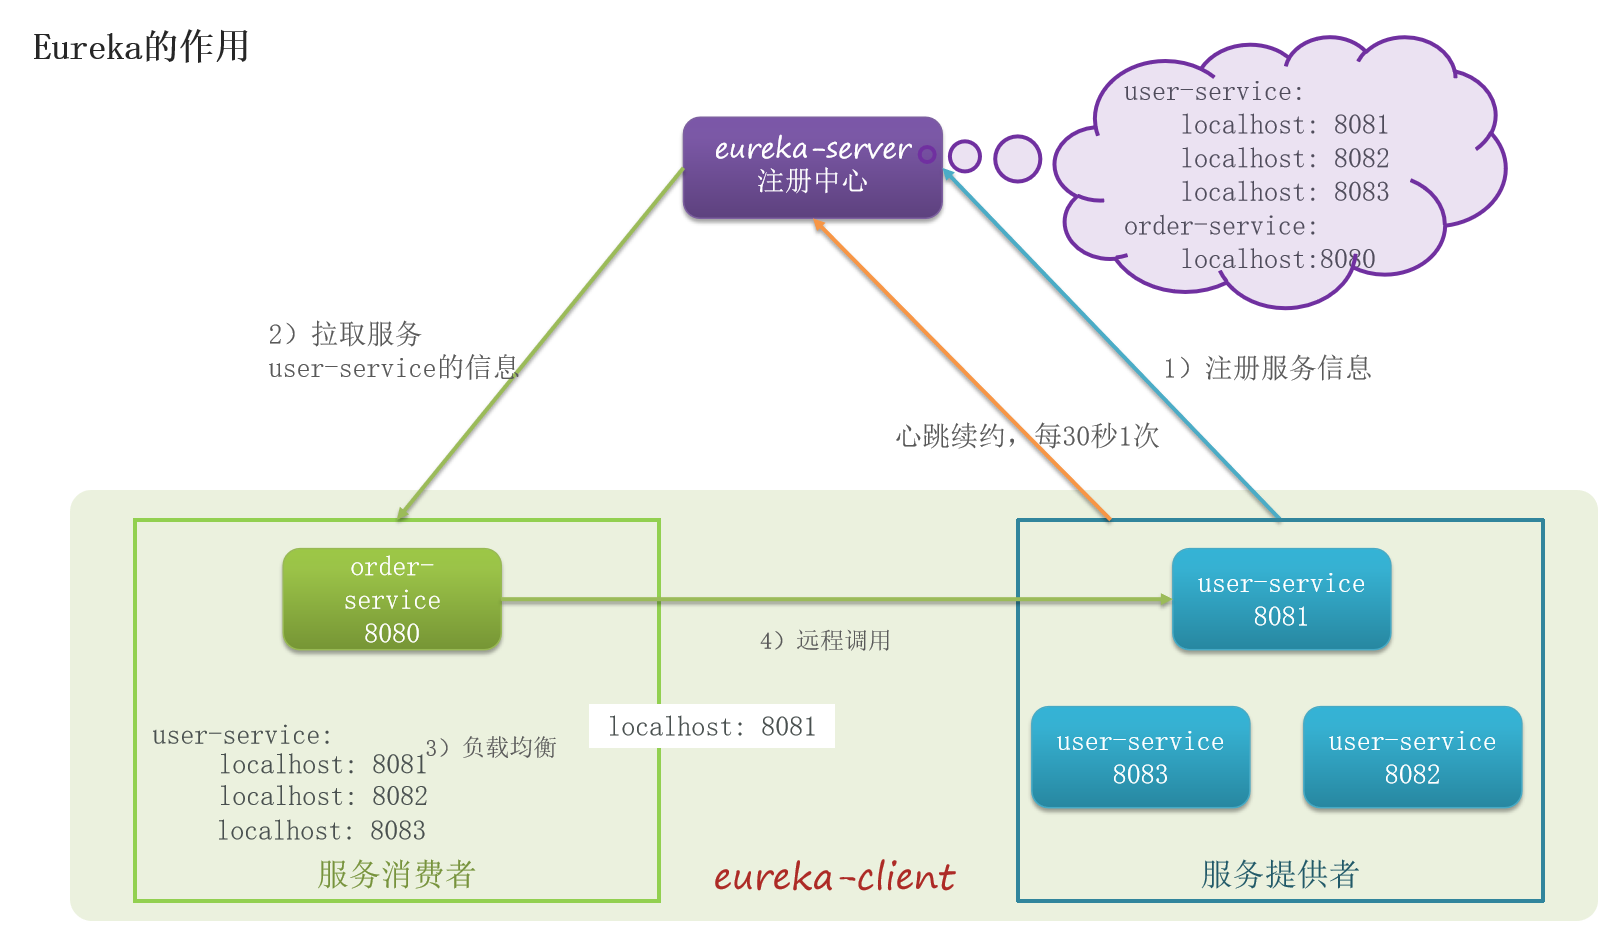 Eureka的作用
eureka-server
注册中心
user-service:
localhost: 8081
localhost: 8082
localhost: 8083
order-service:
localhost:8080
2）拉取服务
user-service的信息
1）注册服务信息
心跳续约，每30秒1次
order-
service
8080
user-service
8081
4）远程调用
user-service:
localhost: 8081
localhost: 8082
localhost: 8083
3）负载均衡
localhost: 8081
user-service
8083
user-service
8082
服务消费者
eureka-client
服务提供者